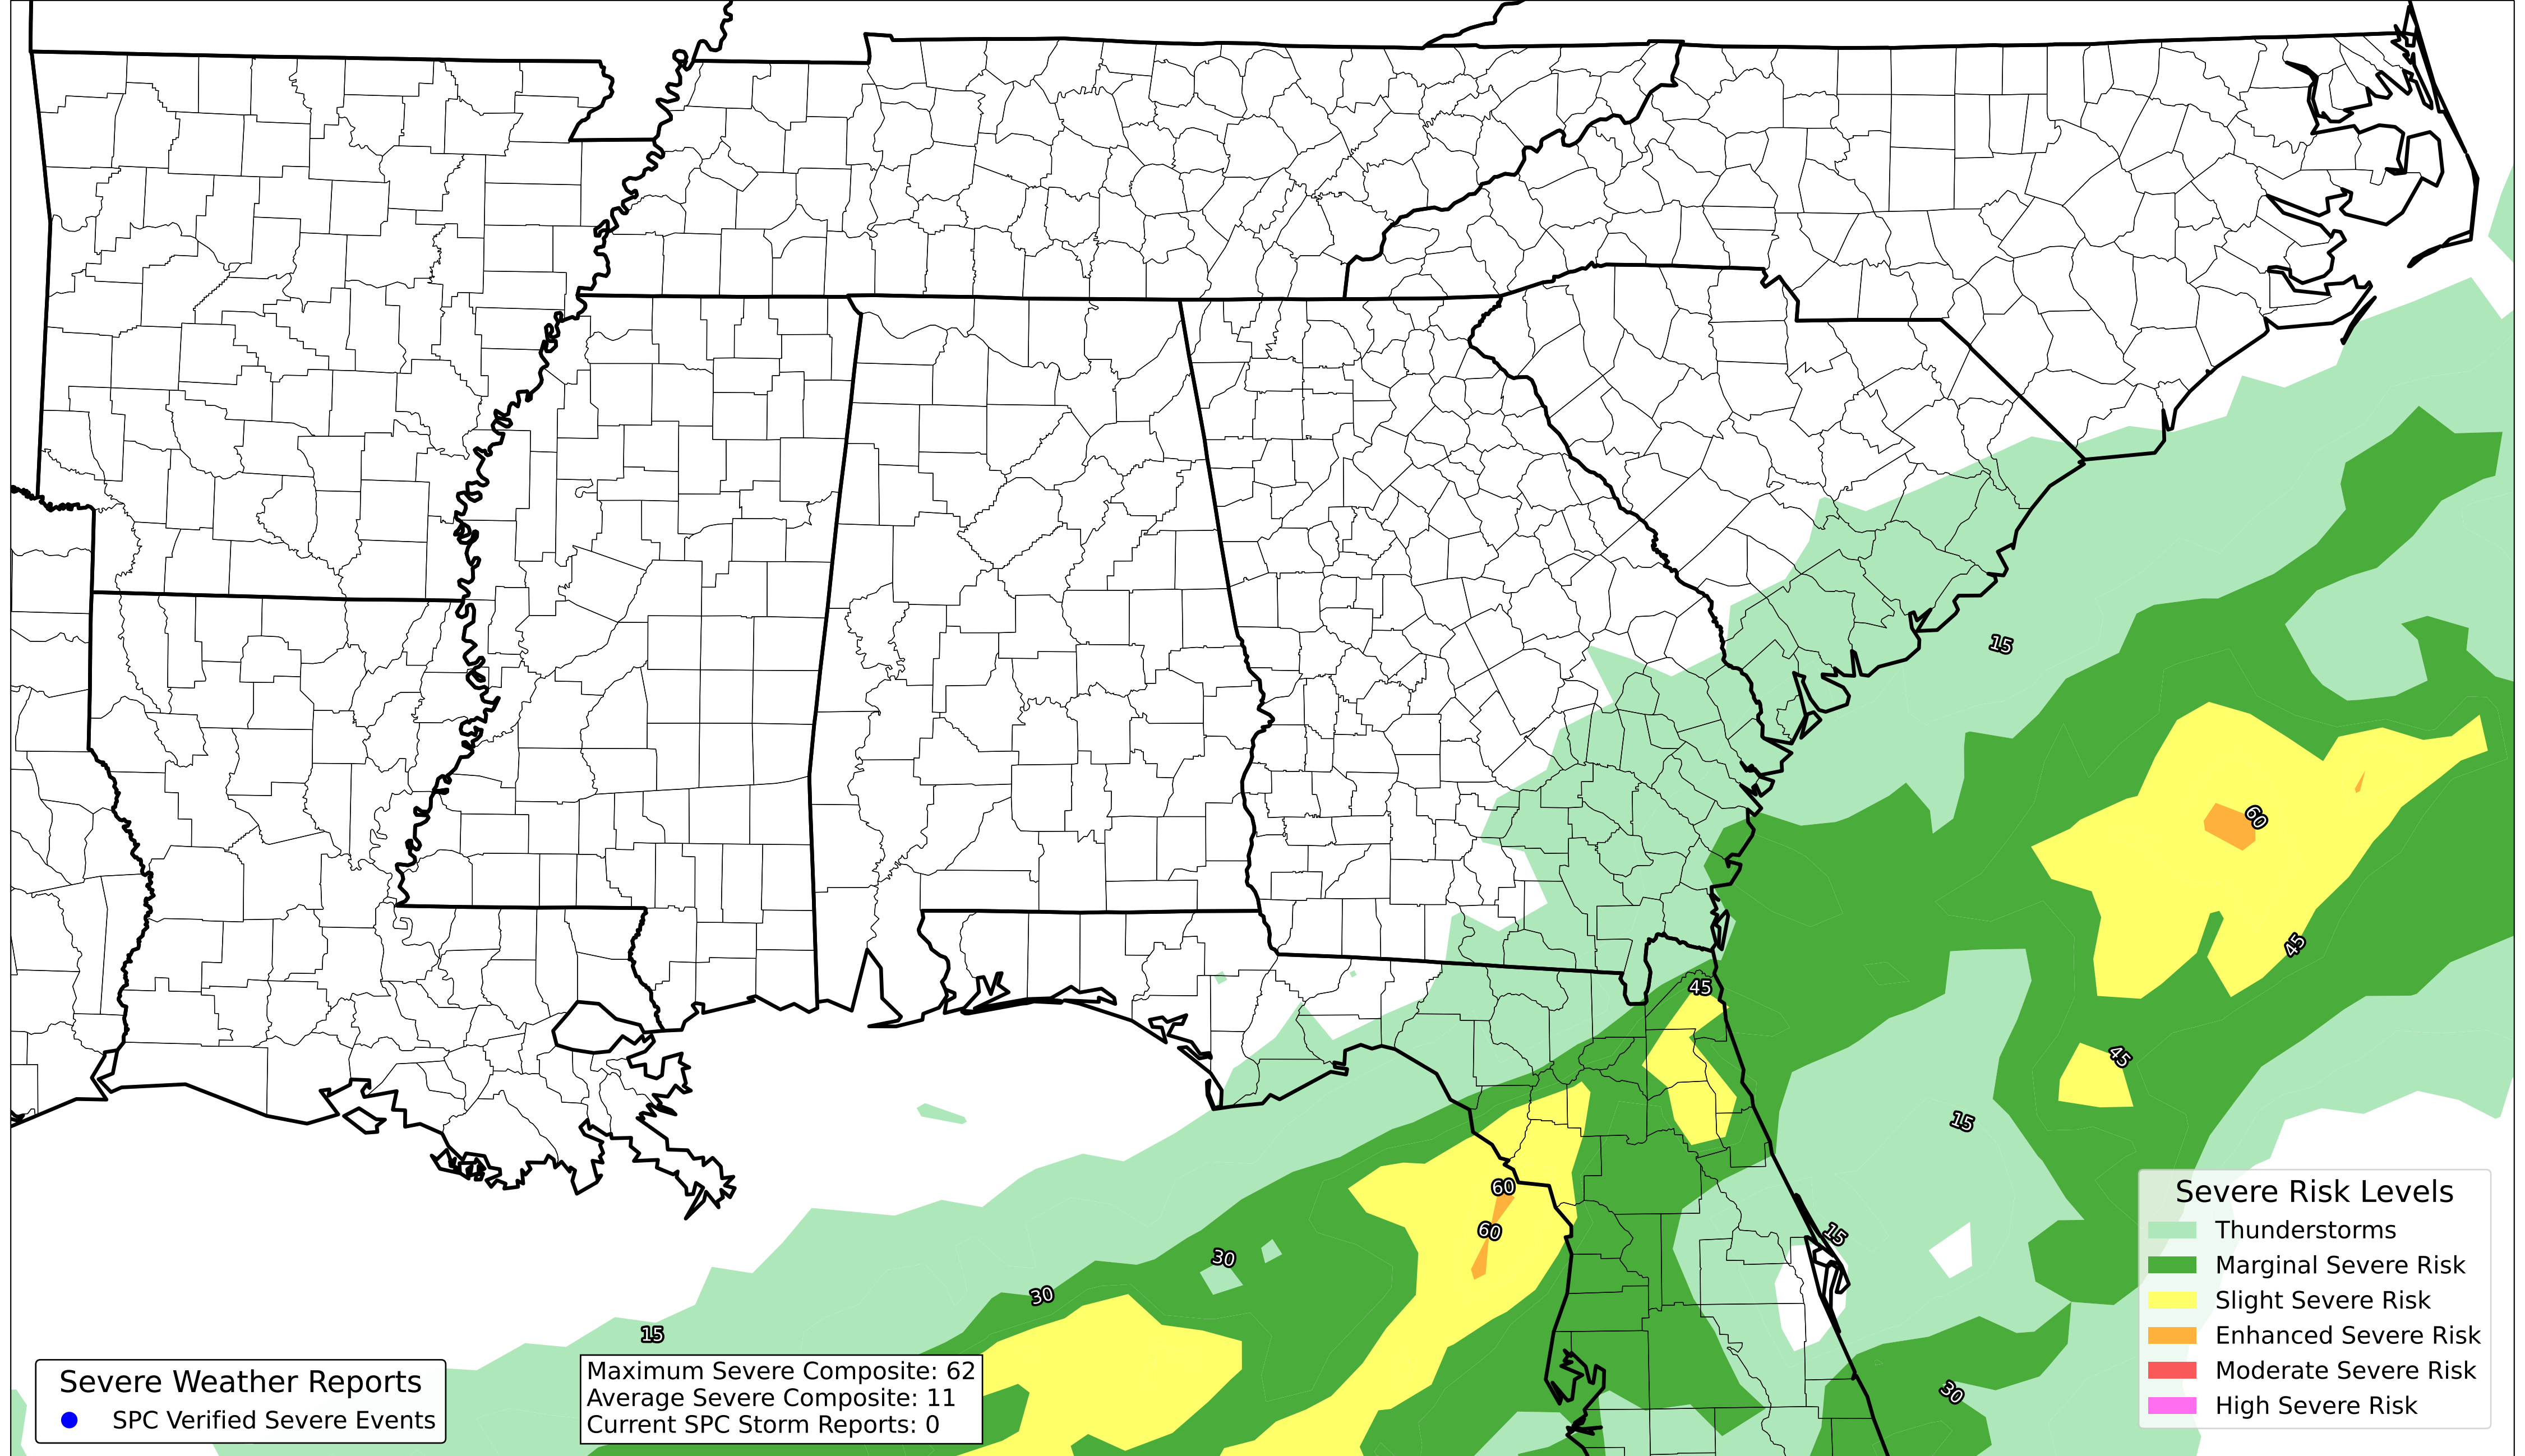 15
60
45
45
45
15
60
60
15
30
30
15
30
Severe Risk Levels
Thunderstorms
Marginal Severe Risk
Slight Severe Risk
Enhanced Severe Risk
Moderate Severe Risk
High Severe Risk
Severe Weather Reports
SPC Verified Severe Events
Maximum Severe Composite: 62
Average Severe Composite: 11
Current SPC Storm Reports: 0